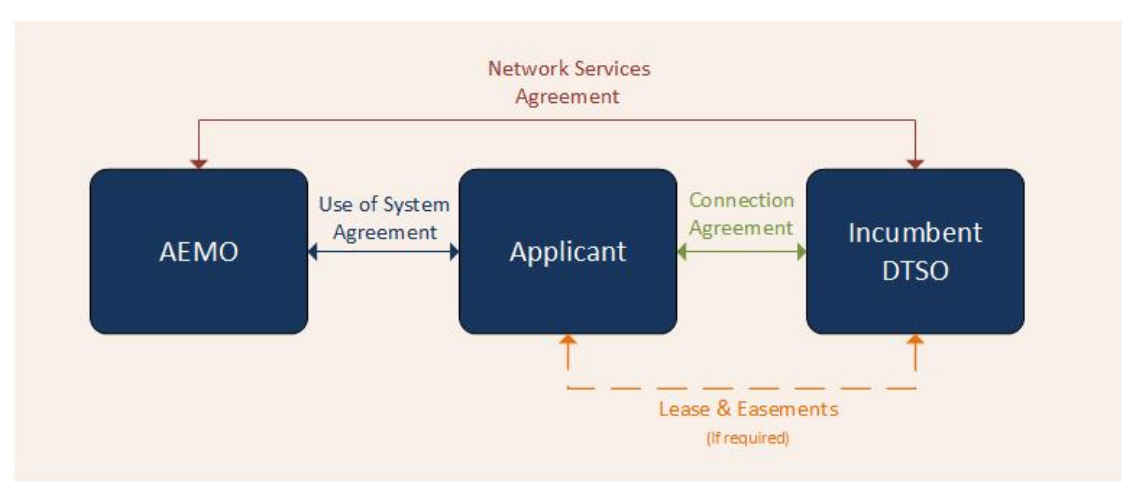 Network Services
Agreement
AEMO
Use of System
Agreement
Applicant
Connection
Agreement
Incumbent
DTSO
Lease & Easements
(If required)